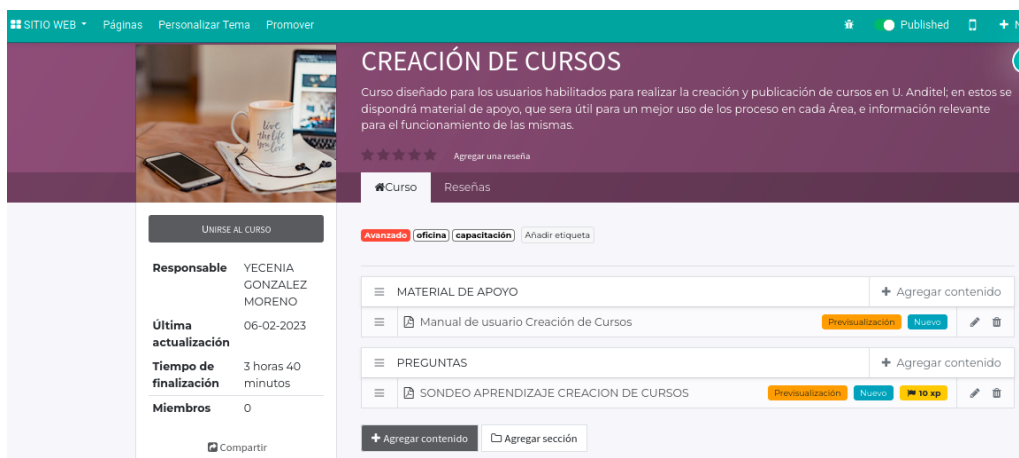 SITIO WEB Páginas Personalizar Tema Promover Published
CREACIÓN DE CURSOS
Curso diseñado para los usuarios habilitados para realizar la creación y publicación de cursos en U. Anditel; en estos se
dispondrá material de apoyo, que sera útil para un mejor uso de los proceso en cada Área, e información relevante
para el funcionamiento de las mismas.
Live
the life
you
Love
Agregar una reseña
Curso Reseñas
UNIRSE AL CURSO
Avanzado oficina capacitación Añadir etiqueta
Responsable YECENIA
GONZALEZ
MORENO
Última
actualización 06-02-2023
Tiempo de
finalización 3 horas 40
minutos
Miembros 0
Compartir
MATERIAL DE APOYO + Agregar contenido
Manual de usuario Creación de Cursos Previsualización Nuevo
PREGUNTAS + Agregar contenido
SONDEO APRENDIZAJE CREACION DE CURSOS Previsualización Nuevo 10 xp
+ Agregar contenido Agregar sección